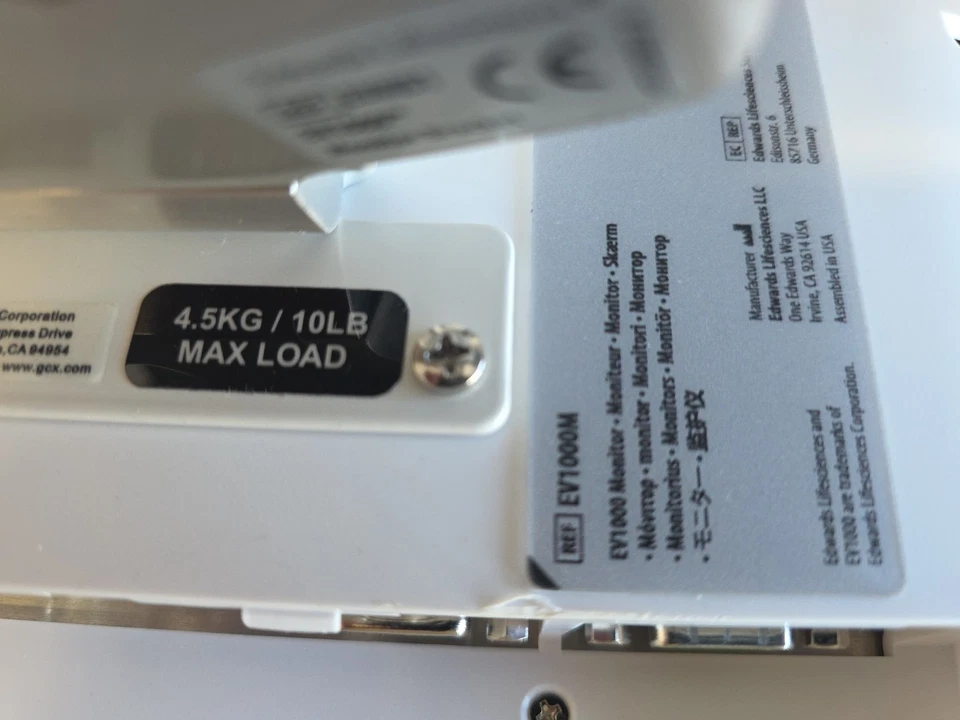 Corporation
press Drive
, CA 94954
www.gcx.com
4.5KG / 10LB
MAX LOAD
REF EV1000M
EV1000 Monitor • Moniteur • Monitor • Skærm
• Μόνιτορ • monitor • Monitori • Монитор
• Monitorius • Monitors • Monitör • Монитор
• モニター • 监护仪
Manufacturer
Edwards Lifesciences LLC
One Edwards Way
Irvine, CA 92614 USA
Assembled in USA
EC REP
Edwards Lifesciences
Edisonstr. 6
85716 Unterschleissheim
Germany
Edwards Lifesciences and
EV1000 are trademarks of
Edwards Lifesciences Corporation.